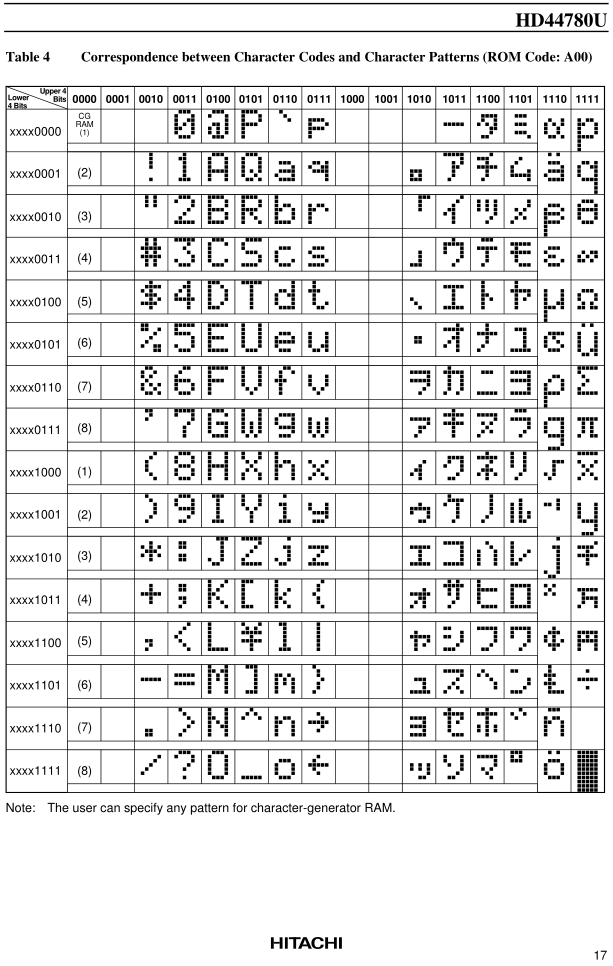 HD44780U
Table 4 Correspondence between Character Codes and Character Patterns (ROM Code: A00)
Lower 4 Bits Upper 4 Bits 0000 0001 0010 0011 0100 0101 0110 0111 1000 1001 1010 1011 1100 1101 1110 1111
xxxx0000 CG RAM (1) 0 @ P ` p ー タ ミ α p
xxxx0001 (2) ! 1 A Q a q 。 ア チ ム ä q
xxxx0010 (3) " 2 B R b r 「 イ ツ メ β θ
xxxx0011 (4) # 3 C S c s 」 ウ テ モ ε ∞
xxxx0100 (5) $ 4 D T d t 、 エ ト ヤ μ Ω
xxxx0101 (6) % 5 E U e u ・ オ ナ ユ σ ü
xxxx0110 (7) & 6 F V f v ヲ カ ニ ヨ ρ Σ
xxxx0111 (8) ' 7 G W g w ァ キ ヌ ラ g π
xxxx1000 (1) ( 8 H X h x ィ ク ネ リ √ x̄
xxxx1001 (2) ) 9 I Y i y ゥ ケ ノ ル ⁻¹ y
xxxx1010 (3) * : J Z j z ェ コ ハ レ j 千
xxxx1011 (4) + ; K [ k { ォ サ ヒ ロ ˣ 万
xxxx1100 (5) , < L ¥ l | ャ シ フ ワ ¢ 円
xxxx1101 (6) - = M ] m } ュ ス ヘ ン £ ÷
xxxx1110 (7) . > N ^ n → ョ セ ホ ゛ ñ
xxxx1111 (8) / ? O _ o ← ッ ソ マ ゜ ö █
Note: The user can specify any pattern for character-generator RAM.
HITACHI
17